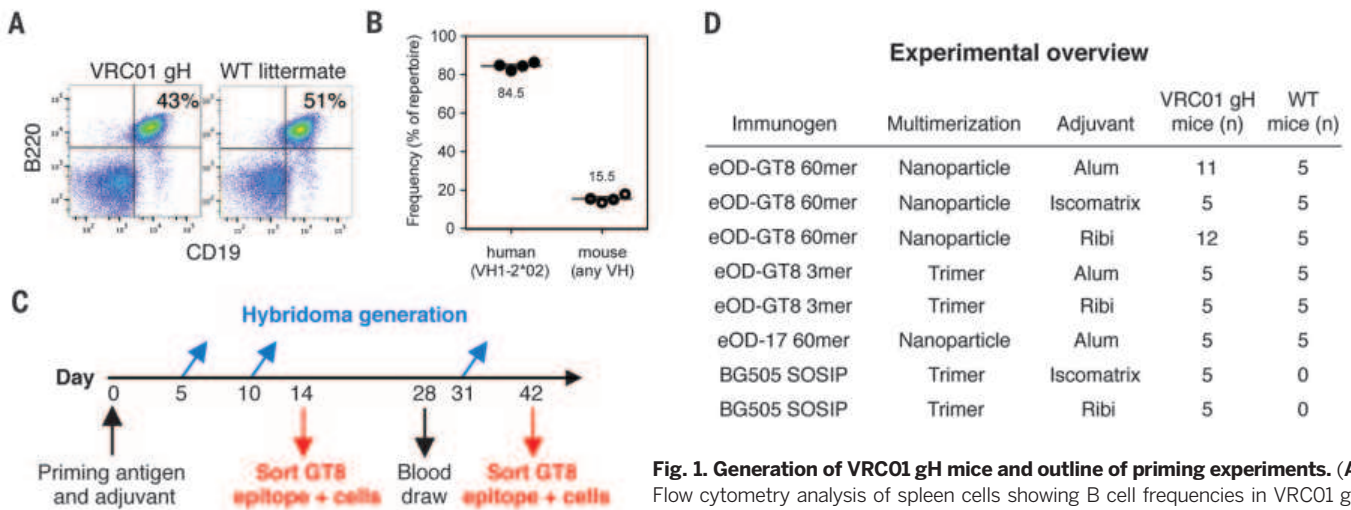 A
VRC01 gH
WT littermate
43%
51%
B220
CD19
B
Frequency (% of repertoire)
100
80
60
40
20
0
84.5
15.5
human
(VH1-2*02)
mouse
(any VH)
C
Hybridoma generation
Day
0 5 10 14 28 31 42
Priming antigen
and adjuvant
Sort GT8
epitope + cells
Blood
draw
Sort GT8
epitope + cells
D
Experimental overview
Immunogen Multimerization Adjuvant VRC01 gH mice (n) WT mice (n)
eOD-GT8 60mer Nanoparticle Alum 11 5
eOD-GT8 60mer Nanoparticle Iscomatrix 5 5
eOD-GT8 60mer Nanoparticle Ribi 12 5
eOD-GT8 3mer Trimer Alum 5 5
eOD-GT8 3mer Trimer Ribi 5 5
eOD-17 60mer Nanoparticle Alum 5 5
BG505 SOSIP Trimer Iscomatrix 5 0
BG505 SOSIP Trimer Ribi 5 0
Fig. 1. Generation of VRC01 gH mice and outline of priming experiments. (A
Flow cytometry analysis of spleen cells showing B cell frequencies in VRC01 g